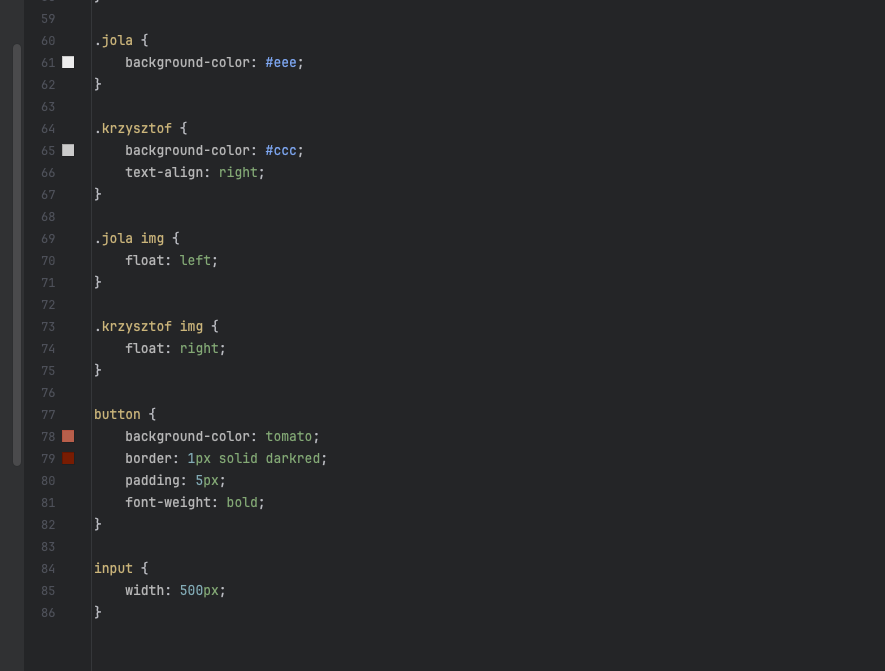 59
60 .jola {
61 background-color: #eee;
62 }
63
64 .krzysztof {
65 background-color: #ccc;
66 text-align: right;
67 }
68
69 .jola img {
70 float: left;
71 }
72
73 .krzysztof img {
74 float: right;
75 }
76
77 button {
78 background-color: tomato;
79 border: 1px solid darkred;
80 padding: 5px;
81 font-weight: bold;
82 }
83
84 input {
85 width: 500px;
86 }